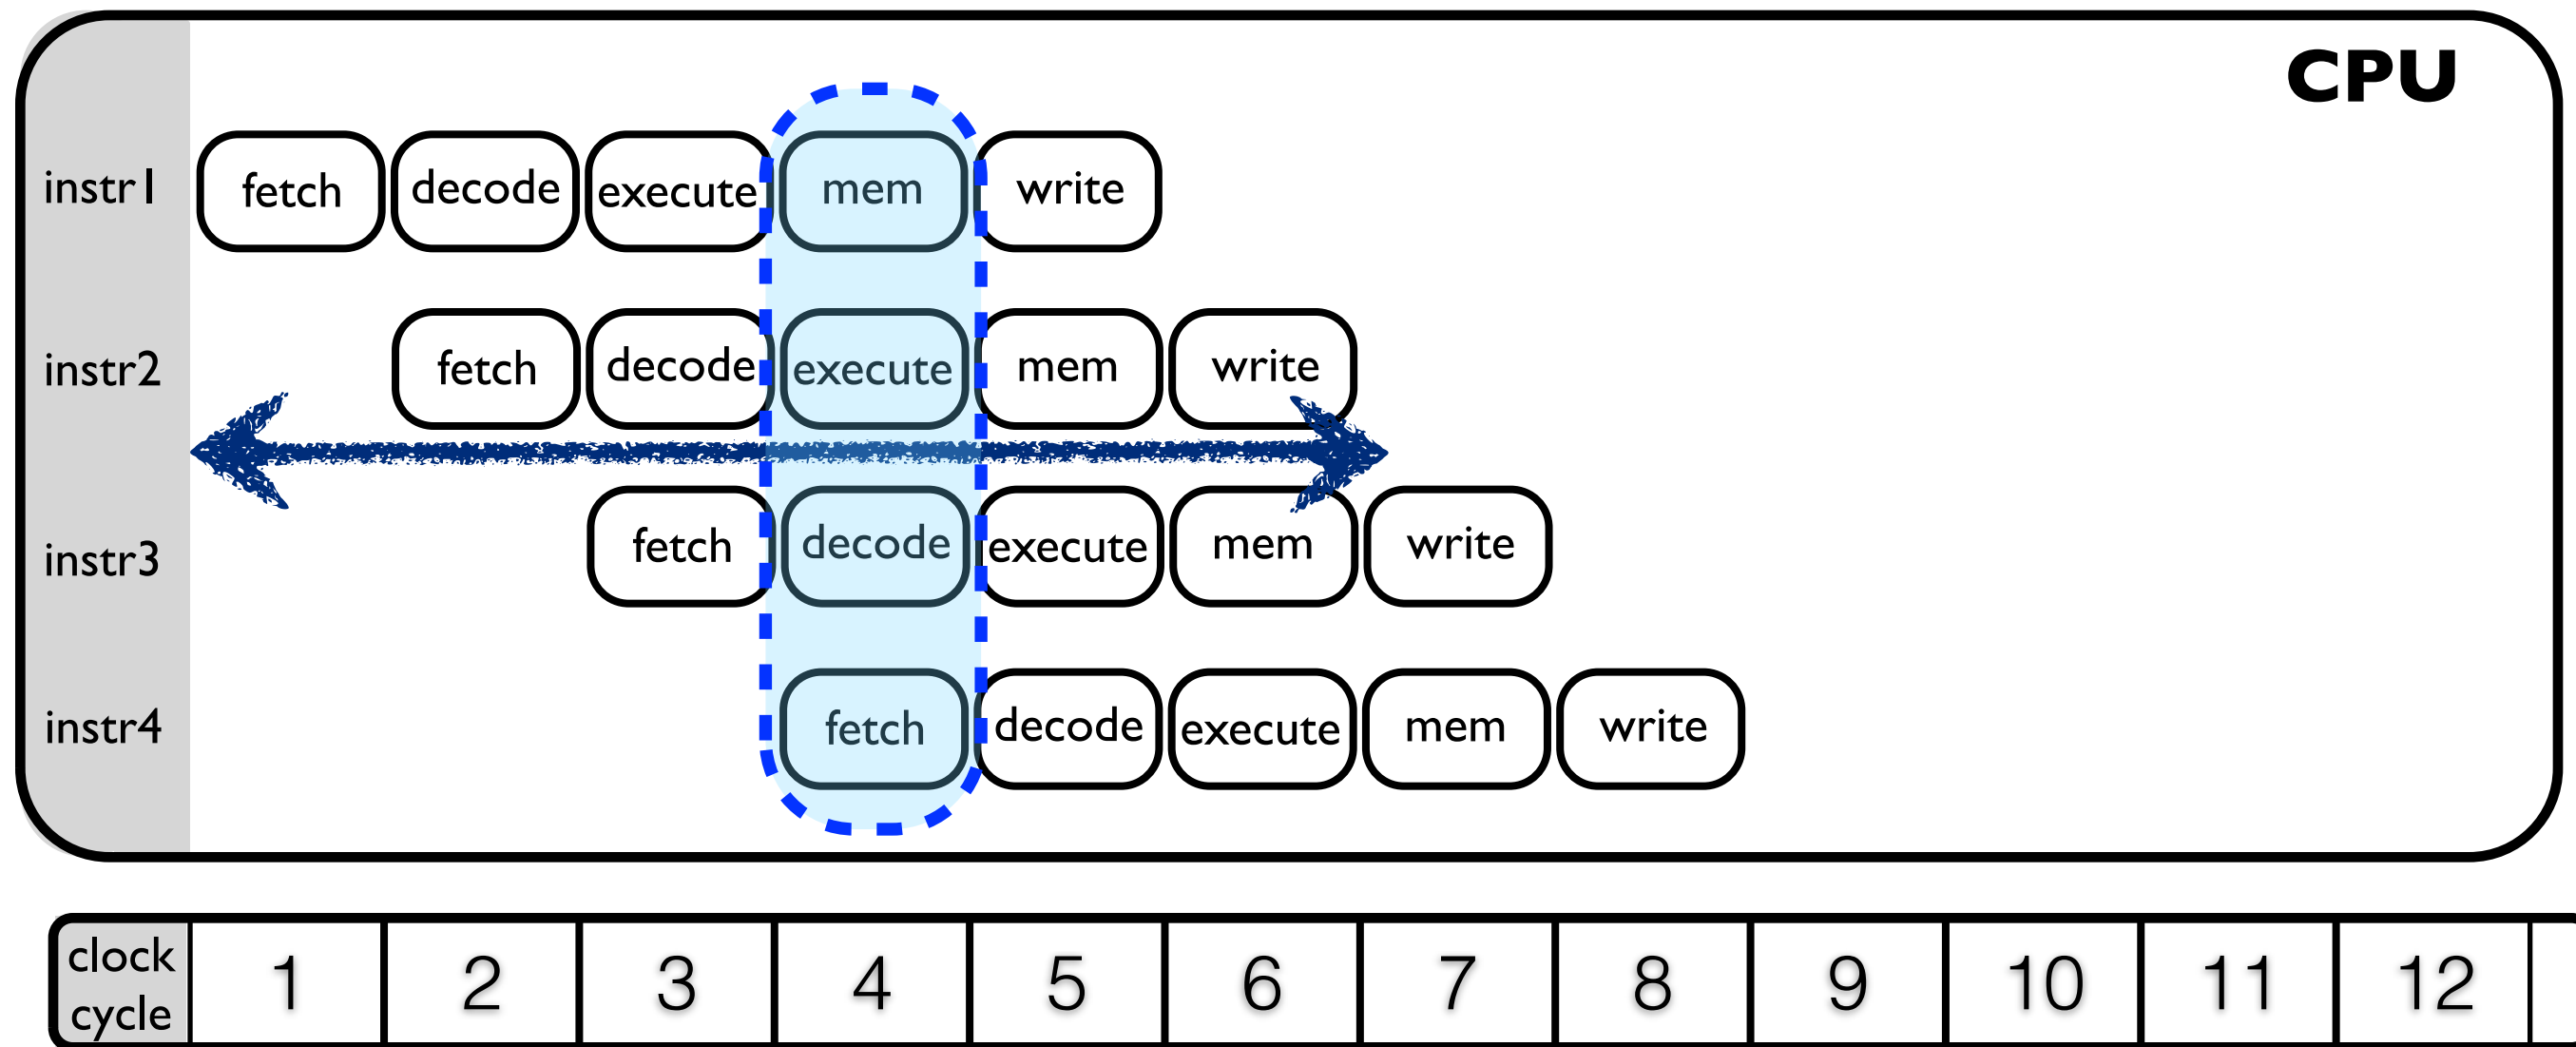 CPU
instr1 fetch decode execute mem write
instr2 fetch decode execute mem write
instr3 fetch decode execute mem write
instr4 fetch decode execute mem write
clock
cycle 1 2 3 4 5 6 7 8 9 10 11 12